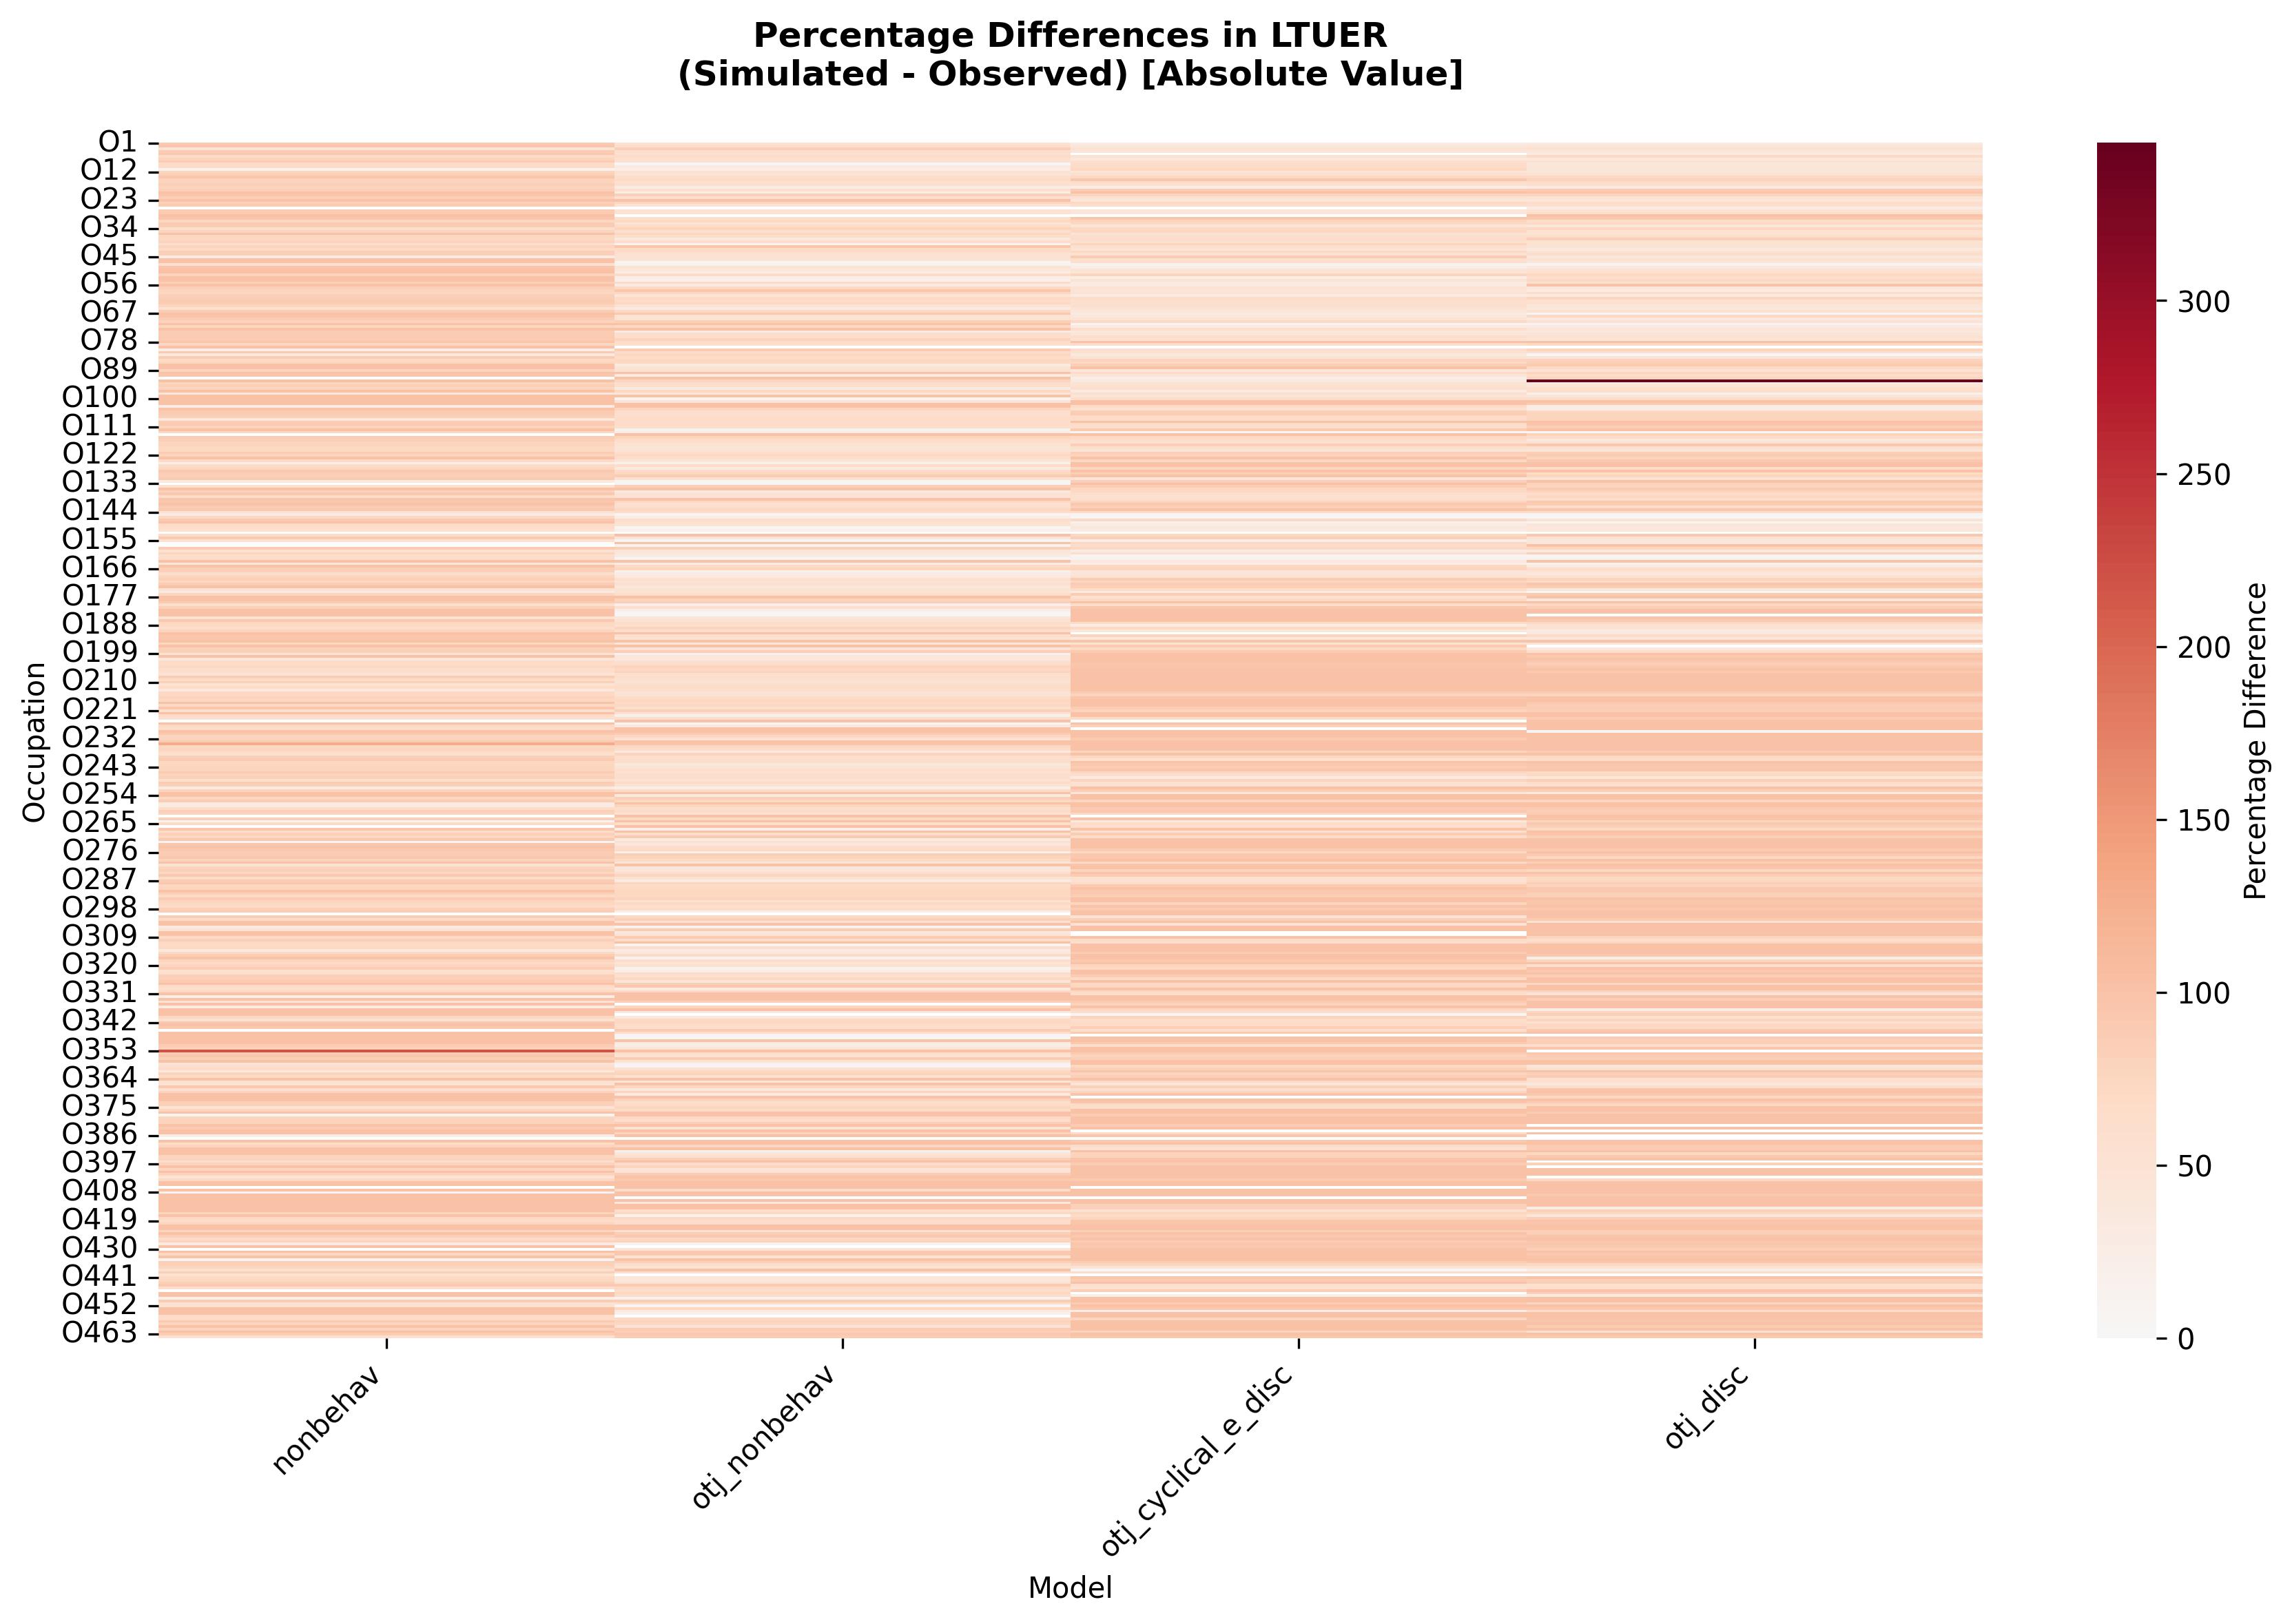 Percentage Differences in LTUER
(Simulated - Observed) [Absolute Value]
O1
O12
O23
O34
O45
O56
O67
O78
O89
O100
O111
O122
O133
O144
O155
O166
O177
O188
O199
O210
O221
O232
O243
O254
O265
O276
O287
O298
O309
O320
O331
O342
O353
O364
O375
O386
O397
O408
O419
O430
O441
O452
O463
Occupation
nonbehav
otj_nonbehav
otj_cyclical_e_disc
otj_disc
Model
300
250
200
150
100
50
0
Percentage Difference